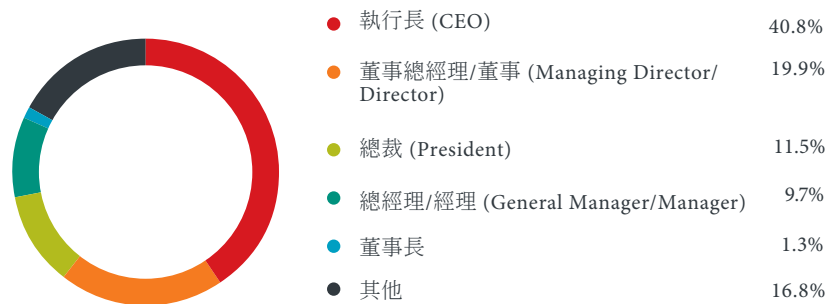 執行長 (CEO) 40.8%
董事總經理/董事 (Managing Director/ 19.9%
Director)
總裁 (President) 11.5%
總經理/經理 (General Manager/Manager) 9.7%
董事長 1.3%
其他 16.8%